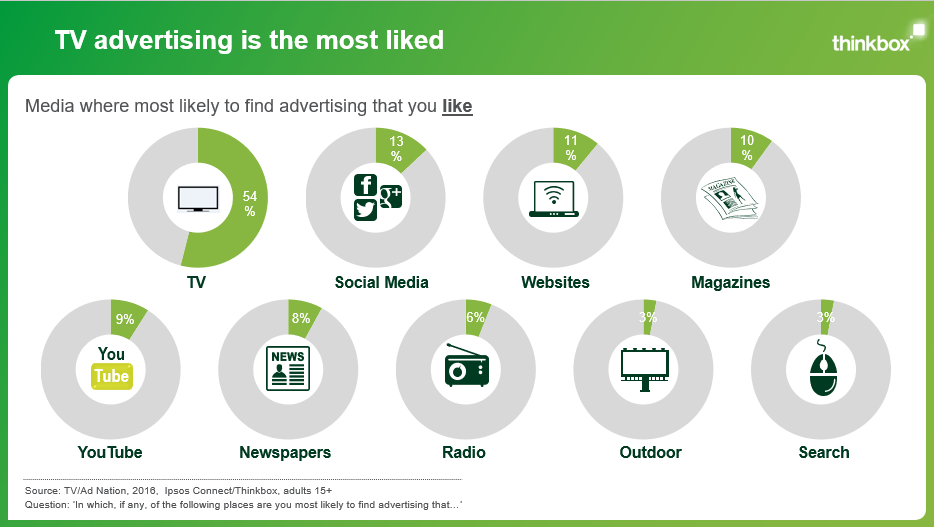 TV advertising is the most liked
thinkbox
Media where most likely to find advertising that you like
54
%
TV
13
%
f
g+
Social Media
11
%
Websites
10
%
MAGAZINE
Magazines
9%
You
Tube
YouTube
8%
NEWS
Newspapers
6%
Radio
3%
Outdoor
3%
Search
Source: TV/Ad Nation, 2016, Ipsos Connect/Thinkbox, adults 15+
Question: ‘In which, if any, of the following places are you most likely to find advertising that…’